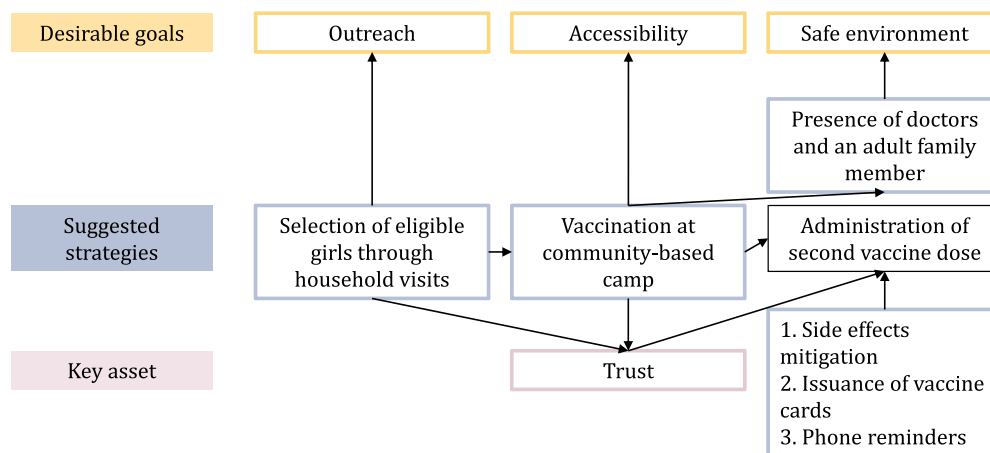 Desirable goals
Outreach
Accessibility
Safe environment
Presence of doctors
and an adult family
member
Suggested
strategies
Selection of eligible
girls through
household visits
Vaccination at
community-based
camp
Administration of
second vaccine dose
Key asset
Trust
1. Side effects
mitigation
2. Issuance of vaccine
cards
3. Phone reminders